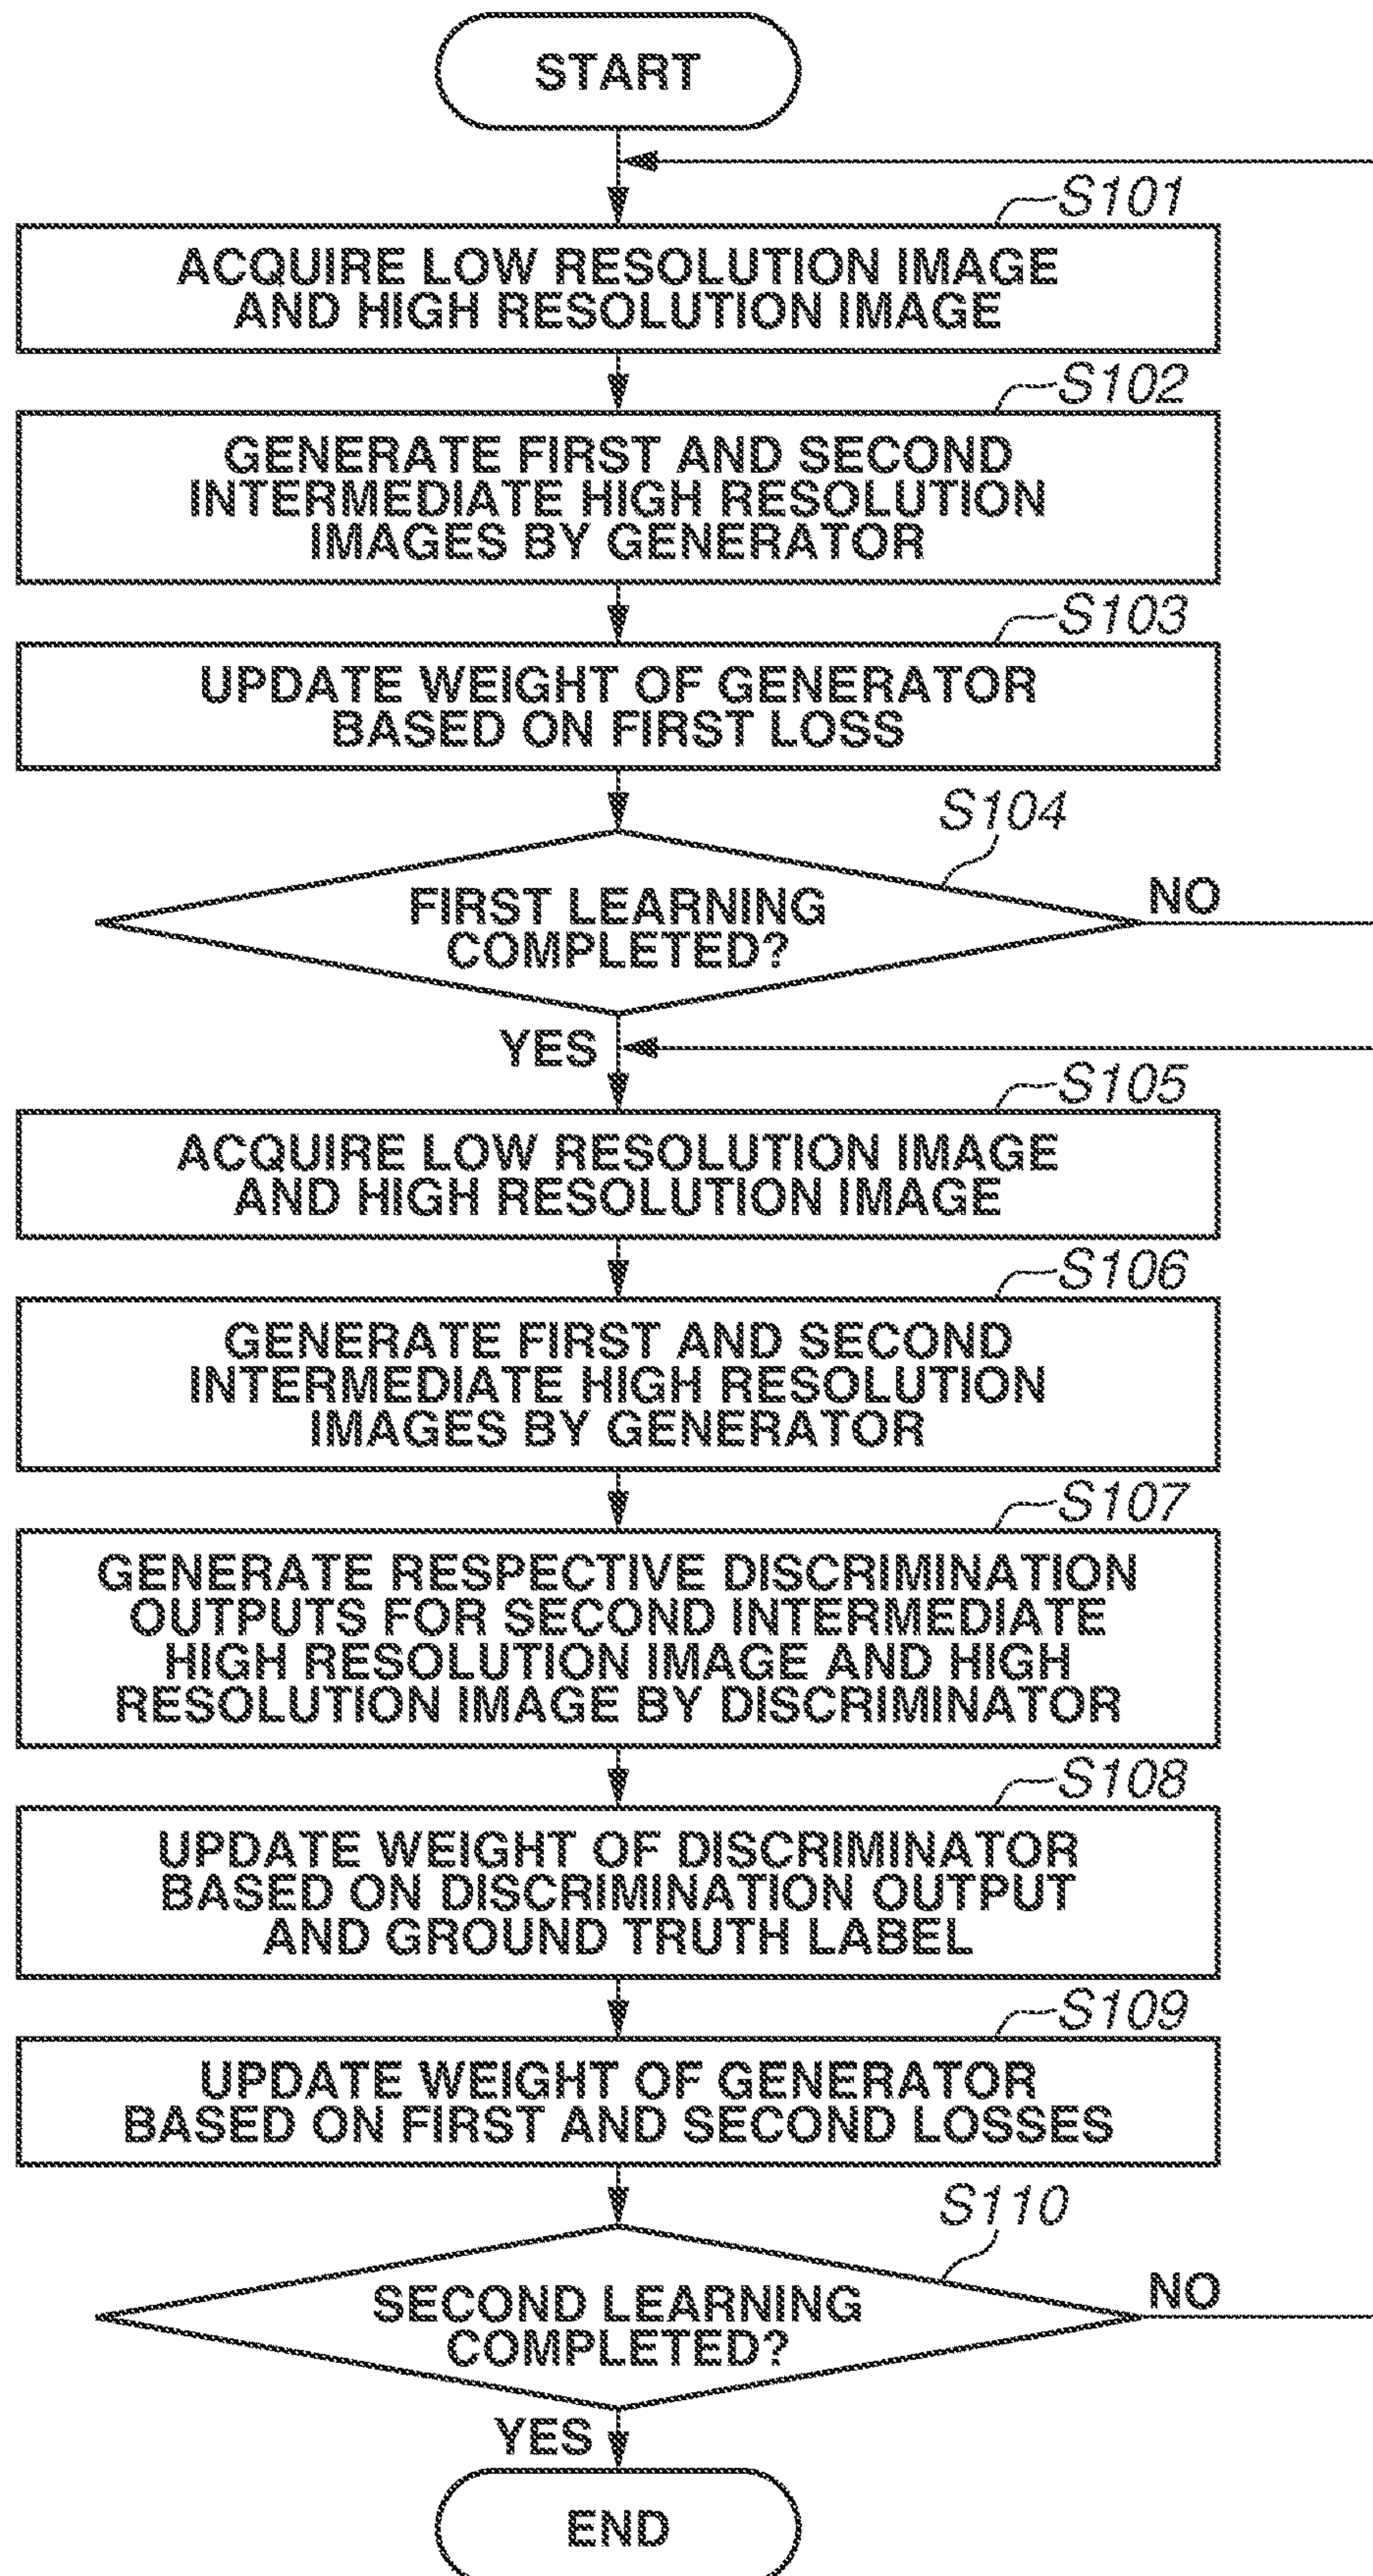 START
S101
ACQUIRE LOW RESOLUTION IMAGE
AND HIGH RESOLUTION IMAGE
S102
GENERATE FIRST AND SECOND
INTERMEDIATE HIGH RESOLUTION
IMAGES BY GENERATOR
S103
UPDATE WEIGHT OF GENERATOR
BASED ON FIRST LOSS
S104
FIRST LEARNING
COMPLETED?
NO
YES
S105
ACQUIRE LOW RESOLUTION IMAGE
AND HIGH RESOLUTION IMAGE
S106
GENERATE FIRST AND SECOND
INTERMEDIATE HIGH RESOLUTION
IMAGES BY GENERATOR
S107
GENERATE RESPECTIVE DISCRIMINATION
OUTPUTS FOR SECOND INTERMEDIATE
HIGH RESOLUTION IMAGE AND HIGH
RESOLUTION IMAGE BY DISCRIMINATOR
S108
UPDATE WEIGHT OF DISCRIMINATOR
BASED ON DISCRIMINATION OUTPUT
AND GROUND TRUTH LABEL
S109
UPDATE WEIGHT OF GENERATOR
BASED ON FIRST AND SECOND LOSSES
S110
SECOND LEARNING
COMPLETED?
NO
YES
END